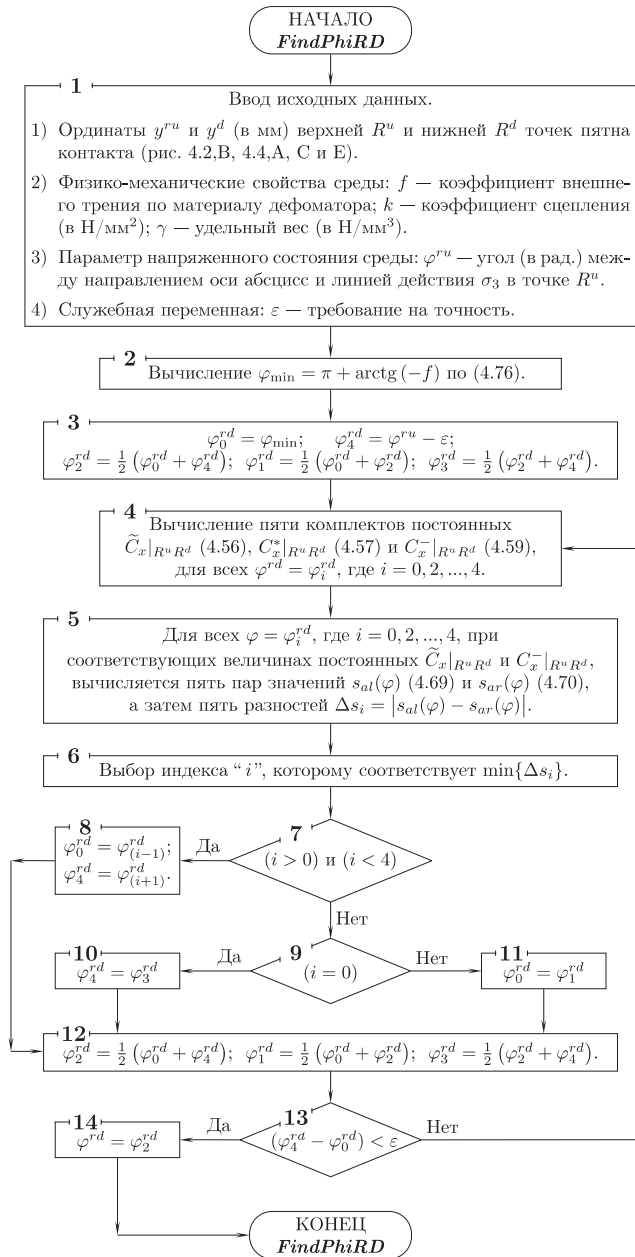 НАЧАЛО
FindPhiRD
1
Ввод исходных данных.
1) Ординаты y^{ru} и y^{d} (в мм) верхней R^{u} и нижней R^{d} точек пятна
контакта (рис. 4.2,В, 4.4,А, С и Е).
2) Физико-механические свойства среды: f — коэффициент внешне-
го трения по материалу дефоматора; k — коэффициент сцепления
(в Н/мм²); γ — удельный вес (в Н/мм³).
3) Параметр напряженного состояния среды: φ^{ru} — угол (в рад.) меж-
ду направлением оси абсцисс и линией действия σ₃ в точке R^{u}.
4) Служебная переменная: ε — требование на точность.
2
Вычисление φ_{min} = π + arctg (−f) по (4.76).
3
φ_0^{rd} = φ_{min}; φ_4^{rd} = φ^{ru} − ε;
φ_2^{rd} = ½ (φ_0^{rd} + φ_4^{rd}); φ_1^{rd} = ½ (φ_0^{rd} + φ_2^{rd}); φ_3^{rd} = ½ (φ_2^{rd} + φ_4^{rd}).
4
Вычисление пяти комплектов постоянных
C̃_x|_{R^uR^d} (4.56), C_x^*|_{R^uR^d} (4.57) и C_x^−|_{R^uR^d} (4.59),
для всех φ^{rd} = φ_i^{rd}, где i = 0, 2, ..., 4.
5
Для всех φ = φ_i^{rd}, где i = 0, 2, ..., 4, при
соответствующих величинах постоянных C̃_x|_{R^uR^d} и C_x^−|_{R^uR^d},
вычисляется пять пар значений s_{al}(φ) (4.69) и s_{ar}(φ) (4.70),
а затем пять разностей Δs_i = |s_{al}(φ) − s_{ar}(φ)|.
6
Выбор индекса “ i”, которому соответствует min{Δs_i}.
7
(i > 0) и (i < 4)
Да
8
φ_0^{rd} = φ_{(i−1)}^{rd};
φ_4^{rd} = φ_{(i+1)}^{rd}.
Нет
9
(i = 0)
Да
10
φ_4^{rd} = φ_3^{rd}
Нет
11
φ_0^{rd} = φ_1^{rd}
12
φ_2^{rd} = ½ (φ_0^{rd} + φ_4^{rd}); φ_1^{rd} = ½ (φ_0^{rd} + φ_2^{rd}); φ_3^{rd} = ½ (φ_2^{rd} + φ_4^{rd}).
13
(φ_4^{rd} − φ_0^{rd}) < ε
Да
Нет
14
φ^{rd} = φ_2^{rd}
КОНЕЦ
FindPhiRD